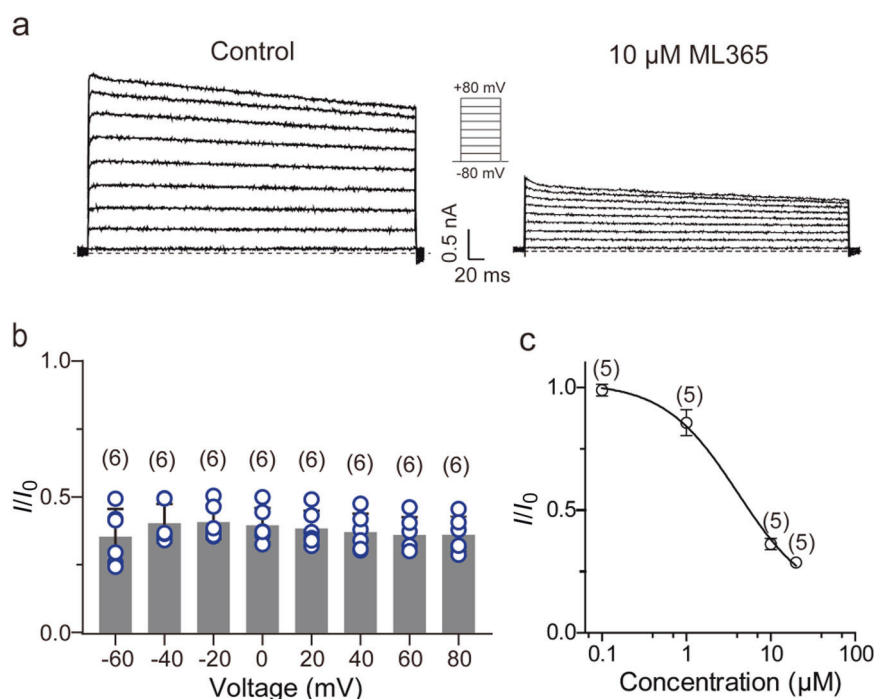 a
Control
10 µM ML365
+80 mV
-80 mV
0.5 nA
20 ms
b
I/I0
1.0
0.5
0.0
(6) (6) (6) (6) (6) (6) (6) (6)
-60 -40 -20 0 20 40 60 80
Voltage (mV)
c
I/I0
1.0
0.5
0.0
(5)
(5)
(5)
(5)
0.1 1 10 100
Concentration (µM)